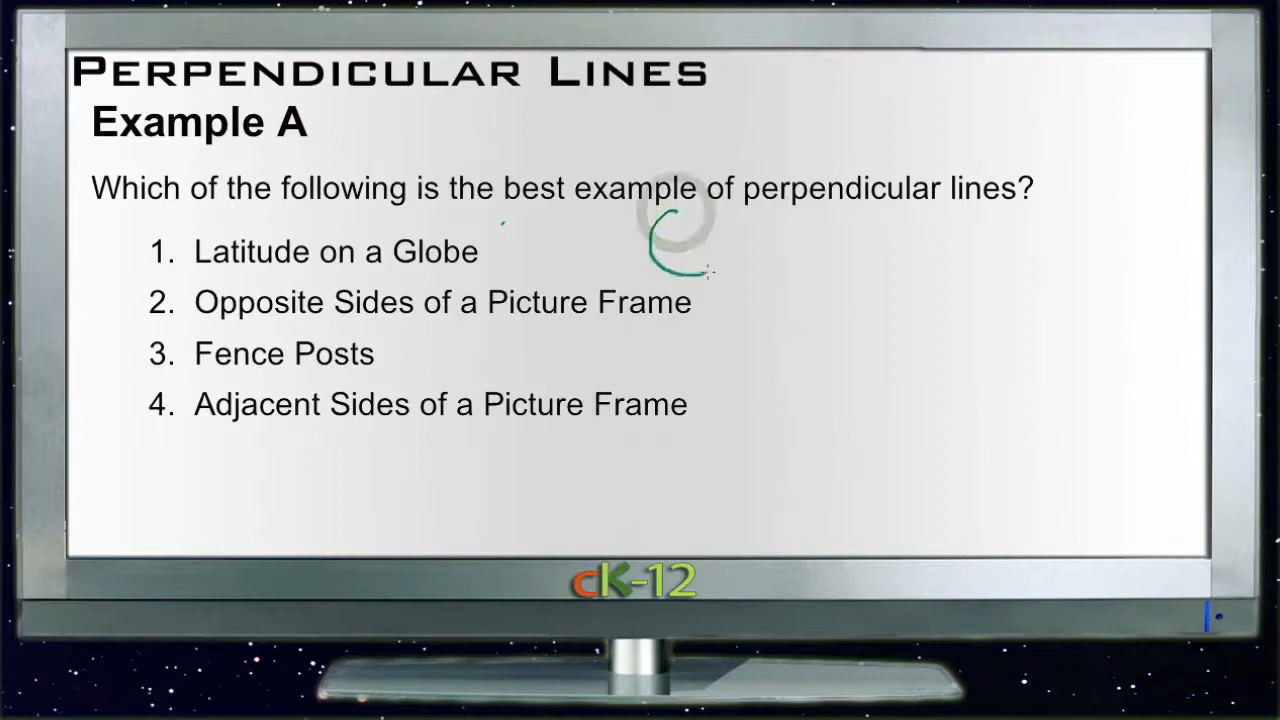 PERPENDICULAR LINES
Example A
Which of the following is the best example of perpendicular lines?
1. Latitude on a Globe
2. Opposite Sides of a Picture Frame
3. Fence Posts
4. Adjacent Sides of a Picture Frame
cK-12